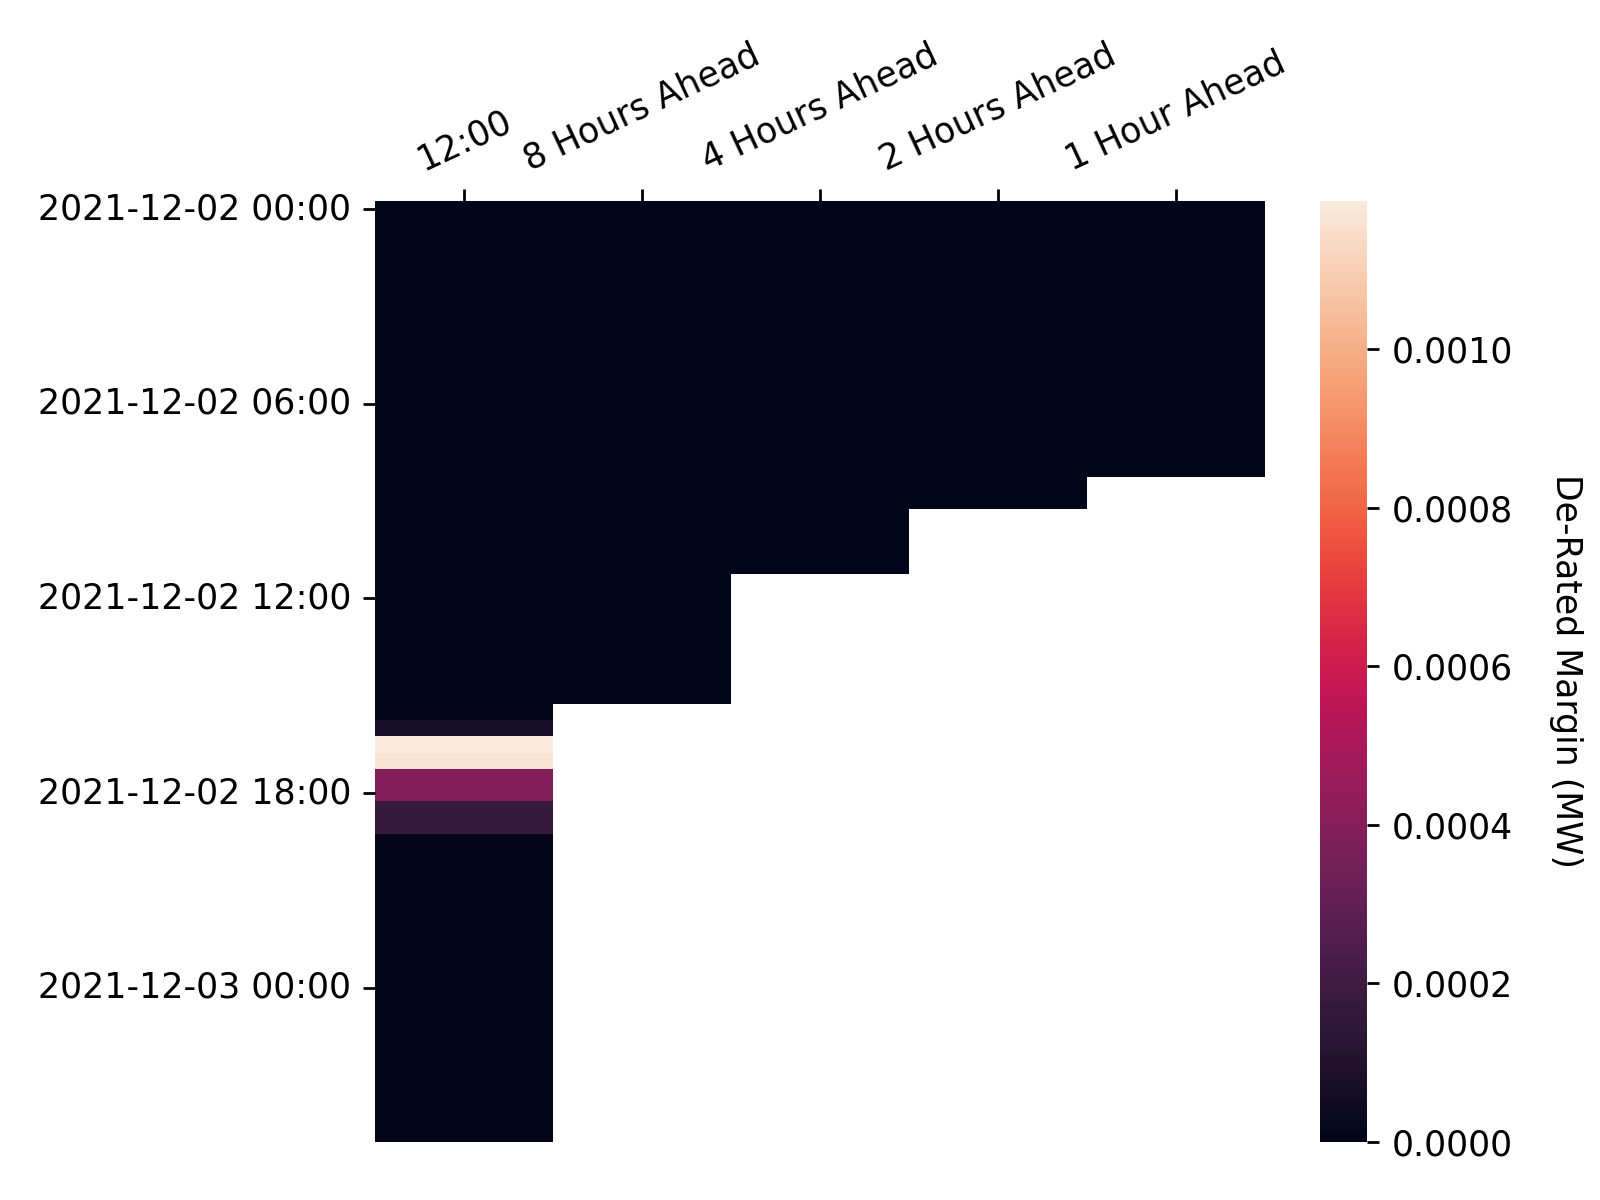 12:00
8 Hours Ahead
4 Hours Ahead
2 Hours Ahead
1 Hour Ahead
2021-12-02 00:00
2021-12-02 06:00
2021-12-02 12:00
2021-12-02 18:00
2021-12-03 00:00
0.0010
0.0008
0.0006
0.0004
0.0002
0.0000
De-Rated Margin (MW)